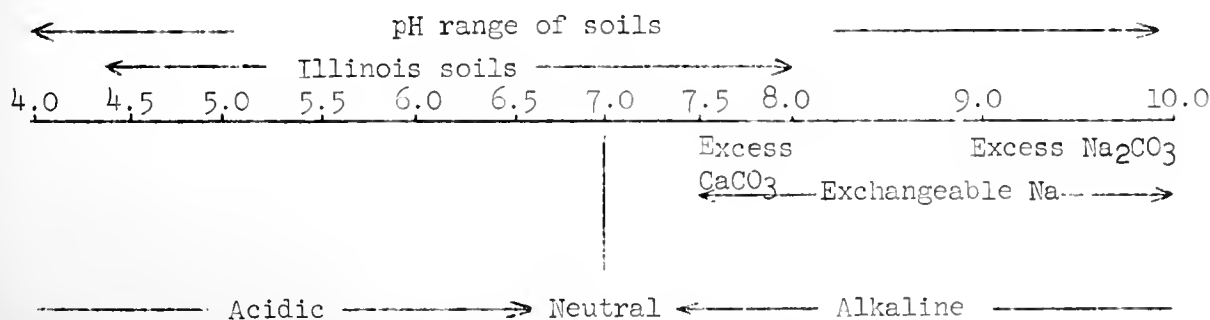 pH range of soils
Illinois soils
4.0 4.5 5.0 5.5 6.0 6.5 7.0 7.5 8.0 9.0 10.0
Excess Excess Na₂CO₃
CaCO₃ Exchangeable Na
Acidic Neutral Alkaline